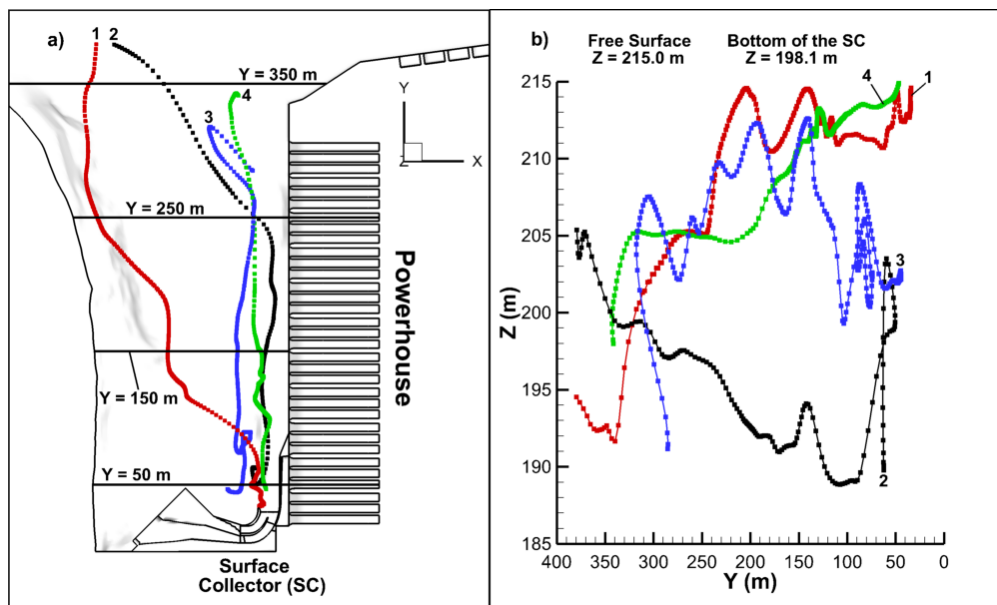 a)
1 2
Y = 350 m
4
3
Y
Z
X
Y = 250 m
Powerhouse
Y = 150 m
Y = 50 m
Surface
Collector (SC)
b)
Free Surface
Z = 215.0 m
Bottom of the SC
Z = 198.1 m
4
1
3
2
215
210
205
200
195
190
185
Z (m)
400 350 300 250 200 150 100 50 0
Y (m)